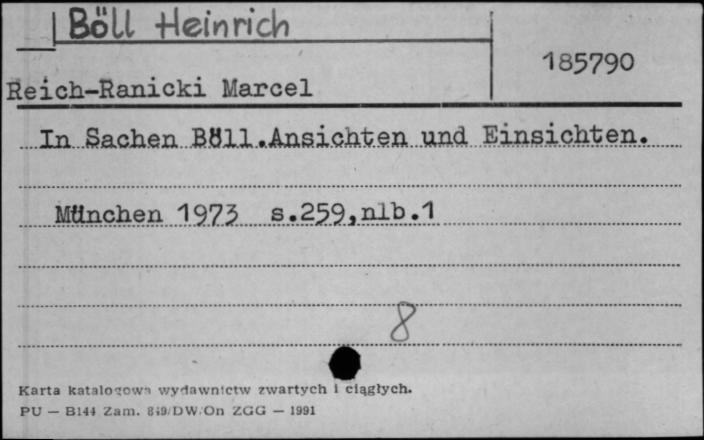 Böll Heinrich
185790
Reich-Ranicki Marcel
In Sachen Böll.Ansichten und Einsichten.
München 1973 s.259,nlb.1
8
Karta katalogowa wydawnictw zwartych i ciągłych.
PU — B144 Zam. 849/DW/On ZGG — 1991